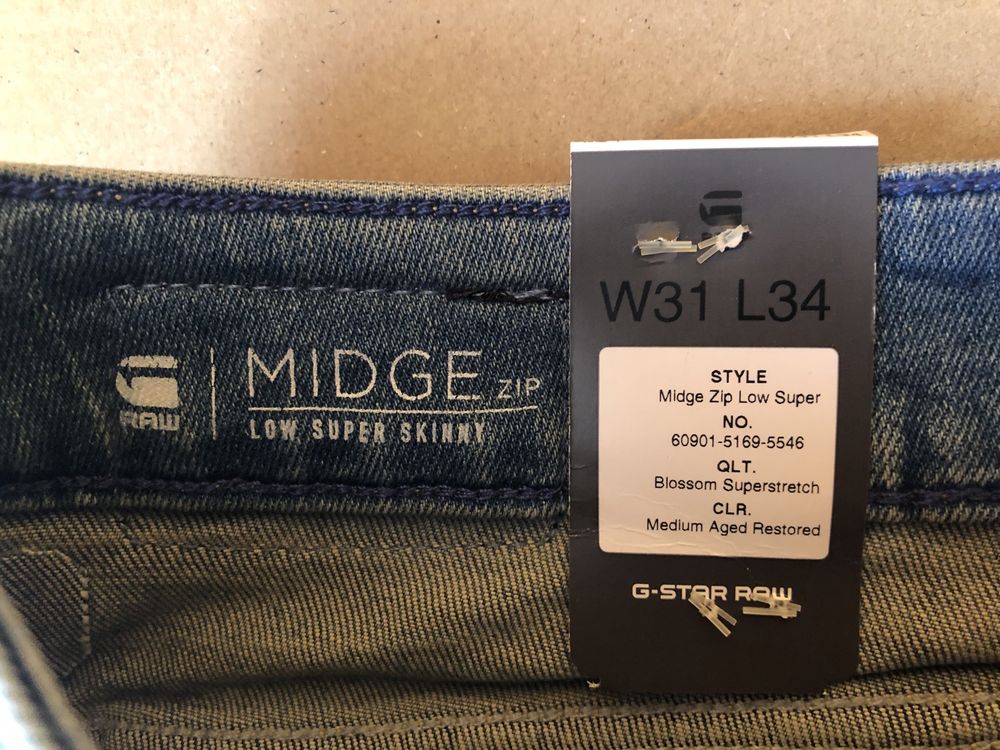 RAW
MIDGE ZIP
LOW SUPER SKINNY
W31 L34
STYLE
Midge Zip Low Super
NO.
60901-5169-5546
QLT.
Blossom Superstretch
CLR.
Medium Aged Restored
G-STAR RAW